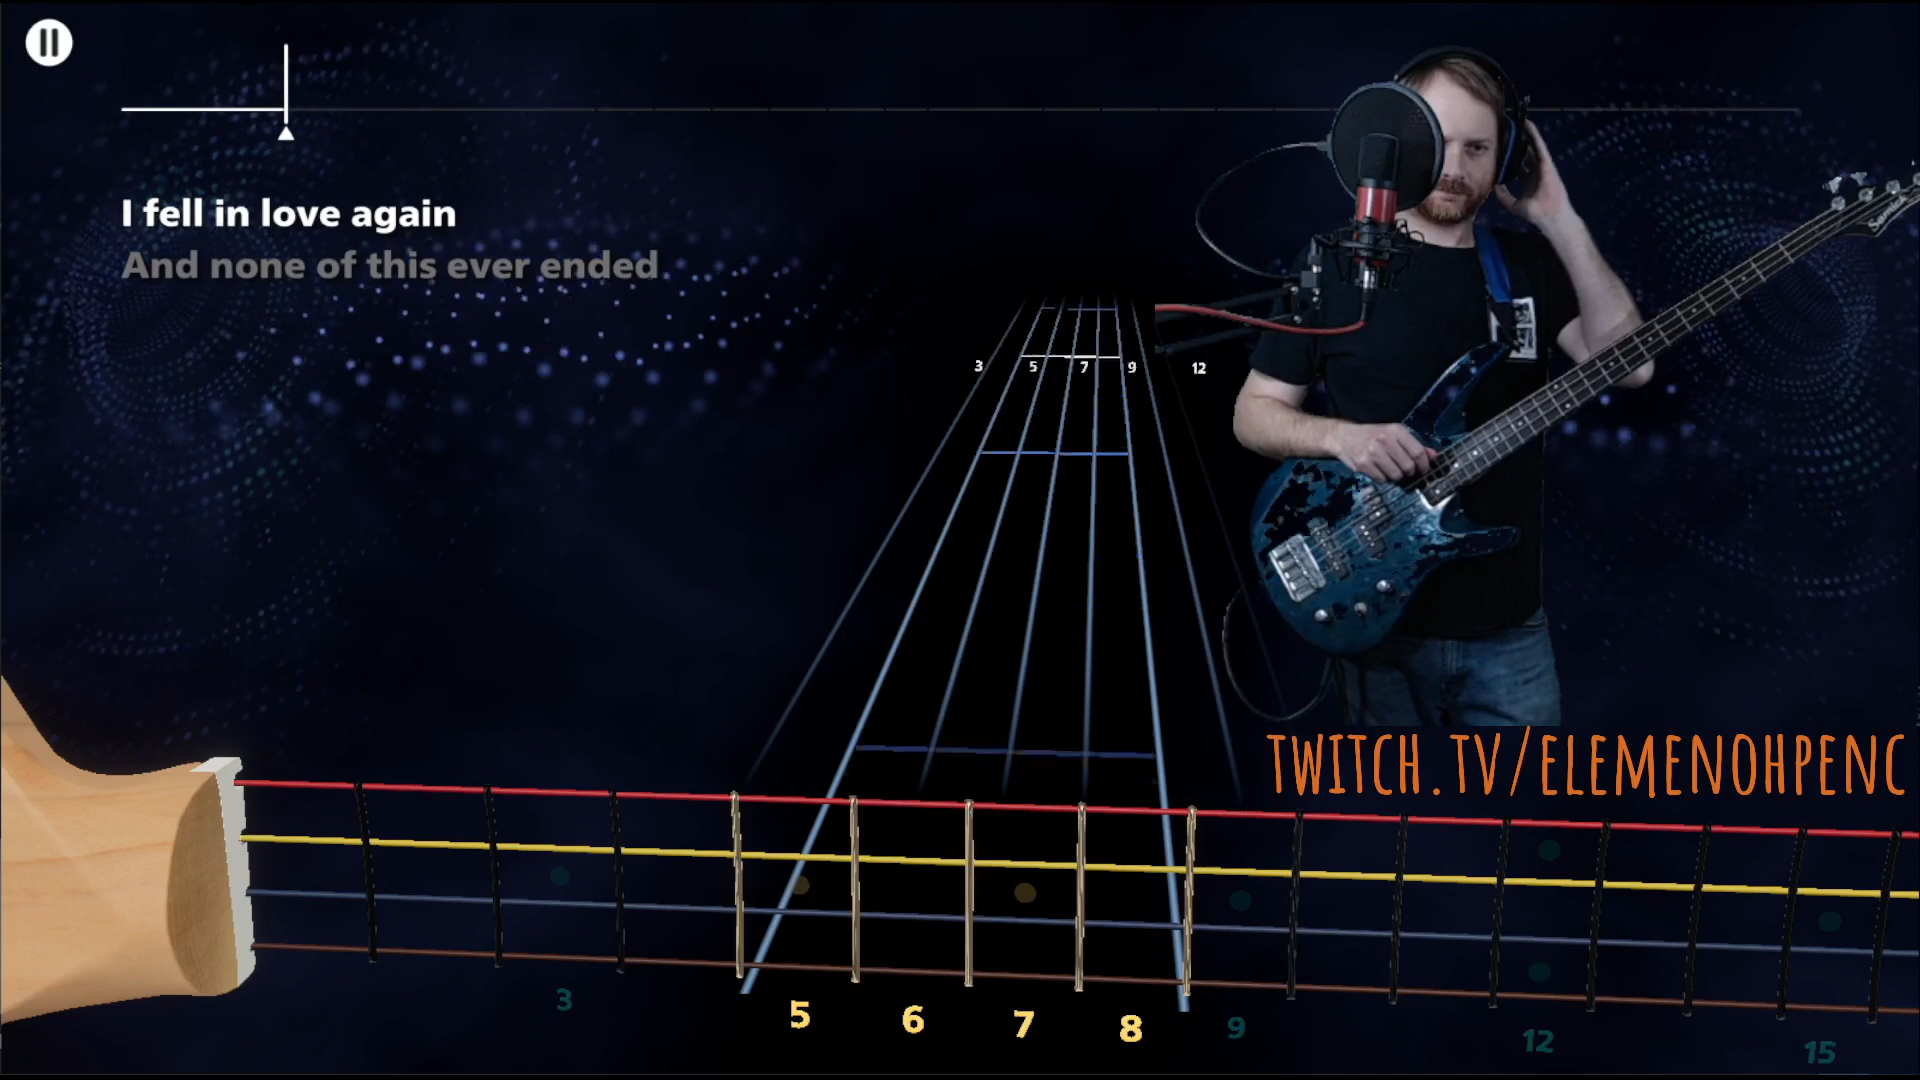 I fell in love again
And none of this ever ended
3 5 7 9 12
TWITCH.TV/ELEMENOHPENC
3 5 6 7 8 9 12 15